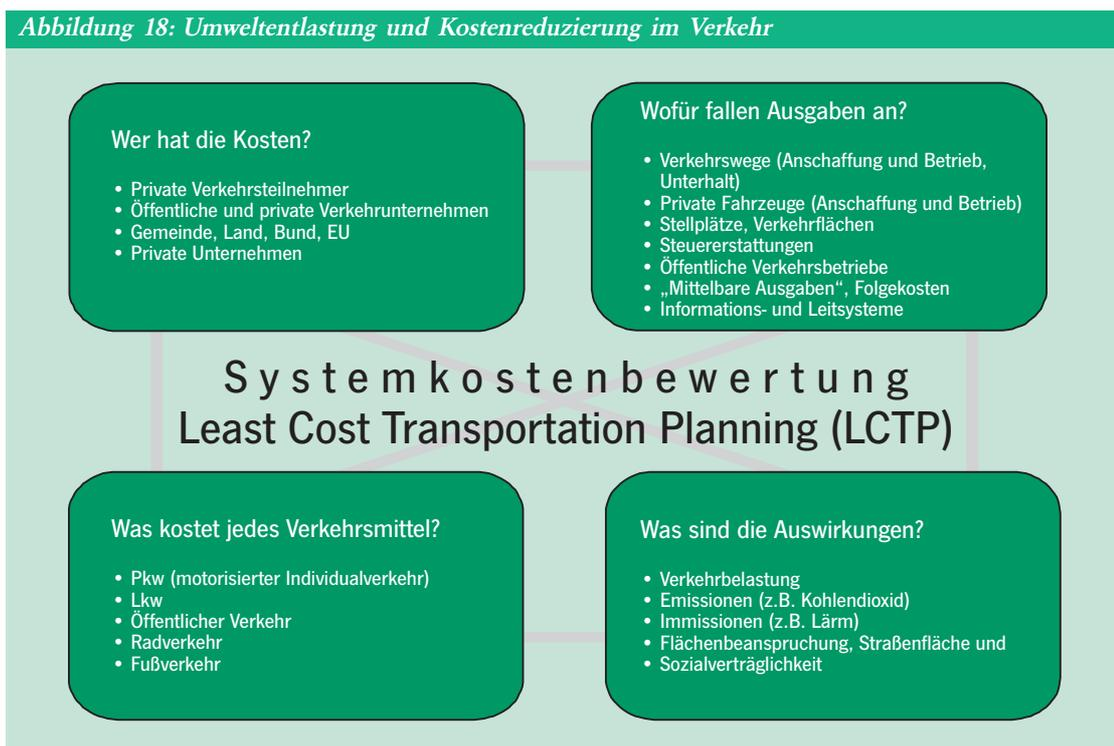 Abbildung 18: Umweltentlastung und Kostenreduzierung im Verkehr
Wer hat die Kosten?
• Private Verkehrsteilnehmer
• Öffentliche und private Verkehrunternehmen
• Gemeinde, Land, Bund, EU
• Private Unternehmen
Wofür fallen Ausgaben an?
• Verkehrswege (Anschaffung und Betrieb,
Unterhalt)
• Private Fahrzeuge (Anschaffung und Betrieb)
• Stellplätze, Verkehrflächen
• Steuererstattungen
• Öffentliche Verkehrsbetriebe
• „Mittelbare Ausgaben“, Folgekosten
• Informations- und Leitsysteme
Systemkostenbewertung
Least Cost Transportation Planning (LCTP)
Was kostet jedes Verkehrsmittel?
• Pkw (motorisierter Individualverkehr)
• Lkw
• Öffentlicher Verkehr
• Radverkehr
• Fußverkehr
Was sind die Auswirkungen?
• Verkehrbelastung
• Emissionen (z.B. Kohlendioxid)
• Immissionen (z.B. Lärm)
• Flächenbeanspruchung, Straßenfläche und
• Sozialverträglichkeit